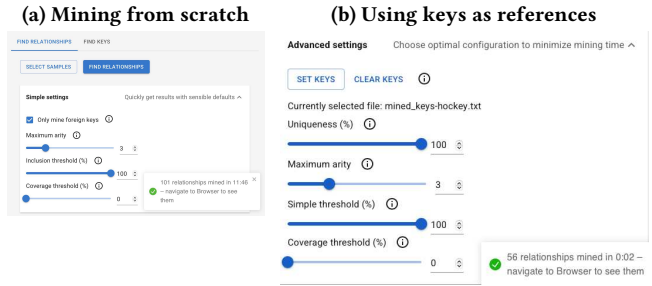 (a) Mining from scratch
FIND RELATIONSHIPS FIND KEYS
SELECT SAMPLES FIND RELATIONSHIPS
Simple settings Quickly get results with sensible defaults
Only mine foreign keys
Maximum arity
3
Inclusion threshold (%)
100
Coverage threshold (%)
0
101 relationships mined in 11:46
– navigate to Browser to see
them
(b) Using keys as references
Advanced settings Choose optimal configuration to minimize mining time
SET KEYS CLEAR KEYS
Currently selected file: mined_keys-hockey.txt
Uniqueness (%)
100
Maximum arity
3
Simple threshold (%)
100
Coverage threshold (%)
0
56 relationships mined in 0:02 –
navigate to Browser to see them